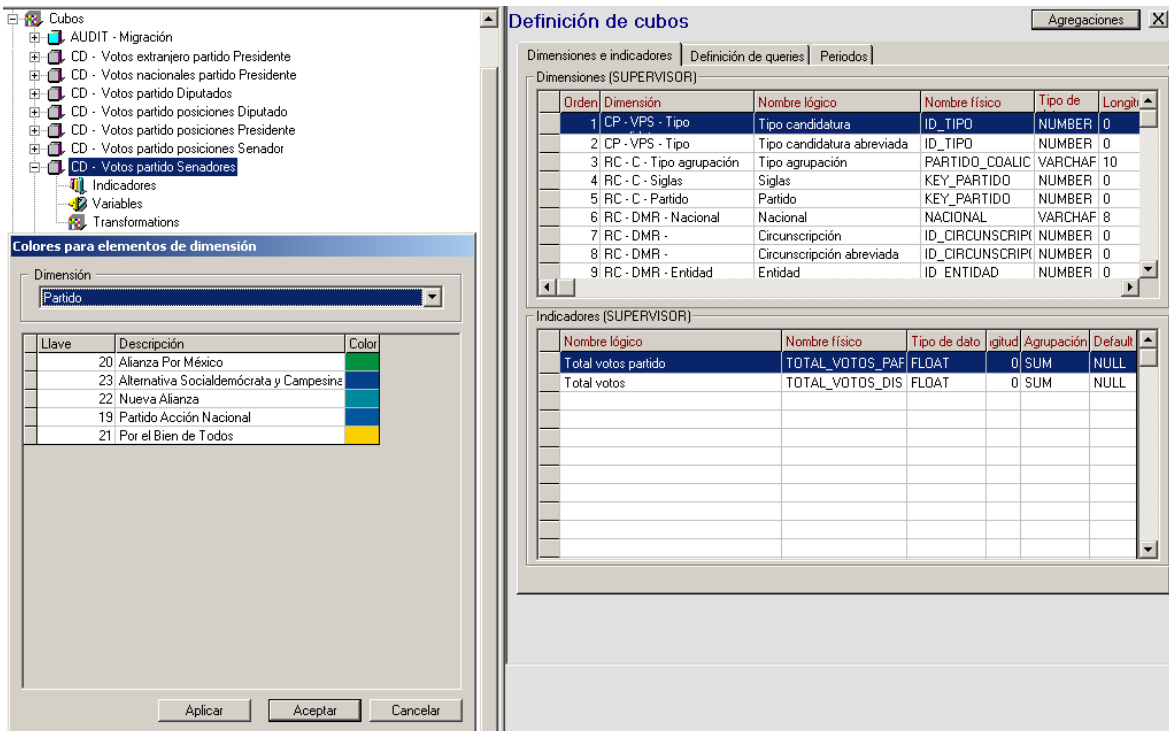 Cubos
AUDIT - Migración
CD - Votos extranjero partido Presidente
CD - Votos nacionales partido Presidente
CD - Votos partido Diputados
CD - Votos partido posiciones Diputado
CD - Votos partido posiciones Presidente
CD - Votos partido posiciones Senador
CD - Votos partido Senadores
Indicadores
Variables
Transformations
Colores para elementos de dimensión
Dimensión
Partido
Llave Descripción Color
20 Alianza Por México
23 Alternativa Socialdemócrata y Campesina
22 Nueva Alianza
19 Partido Acción Nacional
21 Por el Bien de Todos
Aplicar Aceptar Cancelar
Definición de cubos Agregaciones X
Dimensiones e indicadores Definición de queries Periodos
Dimensiones (SUPERVISOR)
Orden Dimensión Nombre lógico Nombre físico Tipo de Longitu
1 CP - VPS - Tipo Tipo candidatura ID_TIPO NUMBER 0
2 CP - VPS - Tipo Tipo candidatura abreviada ID_TIPO NUMBER 0
3 RC - C - Tipo agrupación Tipo agrupación PARTIDO_COALIC VARCHAR 10
4 RC - C - Siglas Siglas KEY_PARTIDO NUMBER 0
5 RC - C - Partido Partido KEY_PARTIDO NUMBER 0
6 RC - DMR - Nacional Nacional NACIONAL VARCHAR 8
7 RC - DMR - Circunscripción ID_CIRCUNSCRIPC NUMBER 0
8 RC - DMR - Circunscripción abreviada ID_CIRCUNSCRIPC NUMBER 0
9 RC - DMR - Entidad Entidad ID_ENTIDAD NUMBER 0
Indicadores (SUPERVISOR)
Nombre lógico Nombre físico Tipo de dato igitud Agrupación Default
Total votos partido TOTAL_VOTOS_PAR FLOAT 0 SUM NULL
Total votos TOTAL_VOTOS_DIS FLOAT 0 SUM NULL